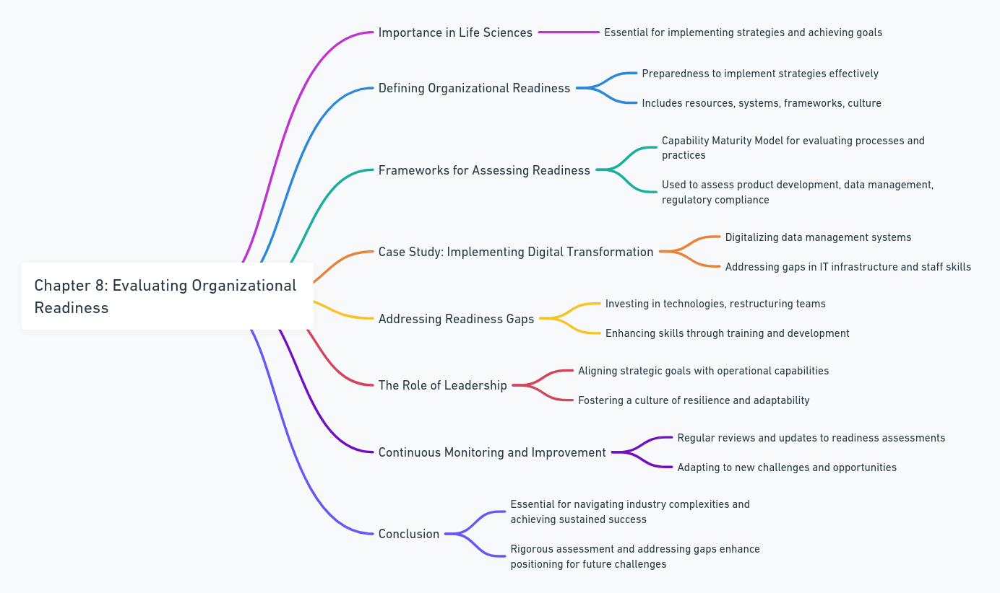 Chapter 8: Evaluating Organizational
Readiness
Importance in Life Sciences
Essential for implementing strategies and achieving goals
Defining Organizational Readiness
Preparedness to implement strategies effectively
Includes resources, systems, frameworks, culture
Frameworks for Assessing Readiness
Capability Maturity Model for evaluating processes and
practices
Used to assess product development, data management,
regulatory compliance
Case Study: Implementing Digital Transformation
Digitalizing data management systems
Addressing gaps in IT infrastructure and staff skills
Addressing Readiness Gaps
Investing in technologies, restructuring teams
Enhancing skills through training and development
The Role of Leadership
Aligning strategic goals with operational capabilities
Fostering a culture of resilience and adaptability
Continuous Monitoring and Improvement
Regular reviews and updates to readiness assessments
Adapting to new challenges and opportunities
Conclusion
Essential for navigating industry complexities and
achieving sustained success
Rigorous assessment and addressing gaps enhance
positioning for future challenges